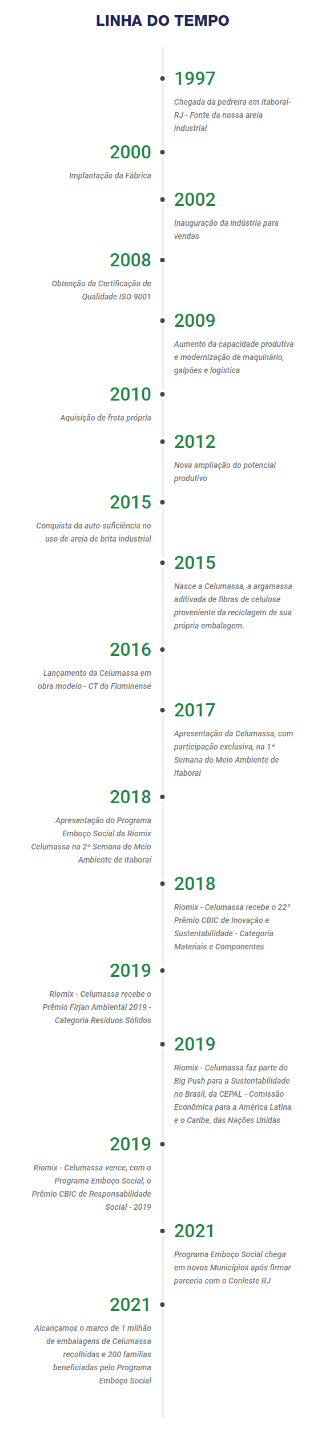 LINHA DO TEMPO
1997
Chegada da pedreira em Itaboraí-
RJ - Fonte da nossa areia
industrial
2000
Implantação da Fábrica
2002
Inauguração da indústria para
vendas
2008
Obtenção da Certificação de
Qualidade ISO 9001
2009
Aumento da capacidade produtiva
e modernização de maquinário,
galpões e logística
2010
Aquisição de frota própria
2012
Nova ampliação do potencial
produtivo
2015
Conquista da auto-suficiência no
uso de areia de brita industrial
2015
Nasce a Celumassa, a argamassa
aditivada de fibras de celulose
proveniente da reciclagem de sua
própria embalagem.
2016
Lançamento da Celumassa em
obra modelo - CT do Fluminense
2017
Apresentação da Celumassa, com
participação exclusiva, na 1ª
Semana do Meio Ambiente de
Itaboraí
2018
Apresentação do Programa
Emboço Social da Riomix
Celumassa na 2ª Semana do Meio
Ambiente de Itaboraí
2018
Riomix - Celumassa recebe o 22º
Prêmio CBIC de Inovação e
Sustentabilidade - Categoria
Materiais e Componentes
2019
Riomix - Celumassa recebe o
Prêmio Firjan Ambiental 2019 -
Categoria Resíduos Sólidos
2019
Riomix - Celumassa faz parte do
Big Push para a Sustentabilidade
no Brasil, da CEPAL - Comissão
Econômica para a América Latina
e o Caribe, das Nações Unidas
2019
Riomix - Celumassa vence, com o
Programa Emboço Social, o
Prêmio CBIC de Responsabilidade
Social - 2019
2021
Programa Emboço Social chega
em novos Municípios após firmar
parceria com o Conleste RJ
2021
Alcançamos o marco de 1 milhão
de embalagens de Celumassa
recolhidas e 200 famílias
beneficiadas pelo Programa
Emboço Social